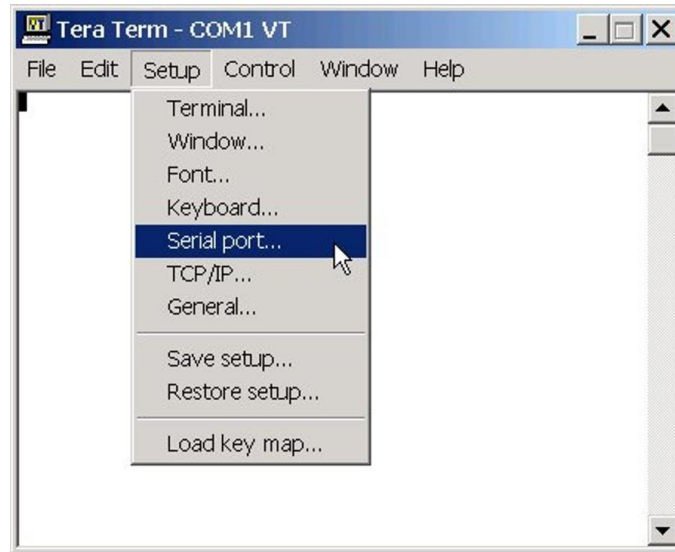 Tera Term - COM1 VT
File Edit Setup Control Window Help
Terminal...
Window...
Font...
Keyboard...
Serial port...
TCP/IP...
General...
Save setup...
Restore setup...
Load key map...